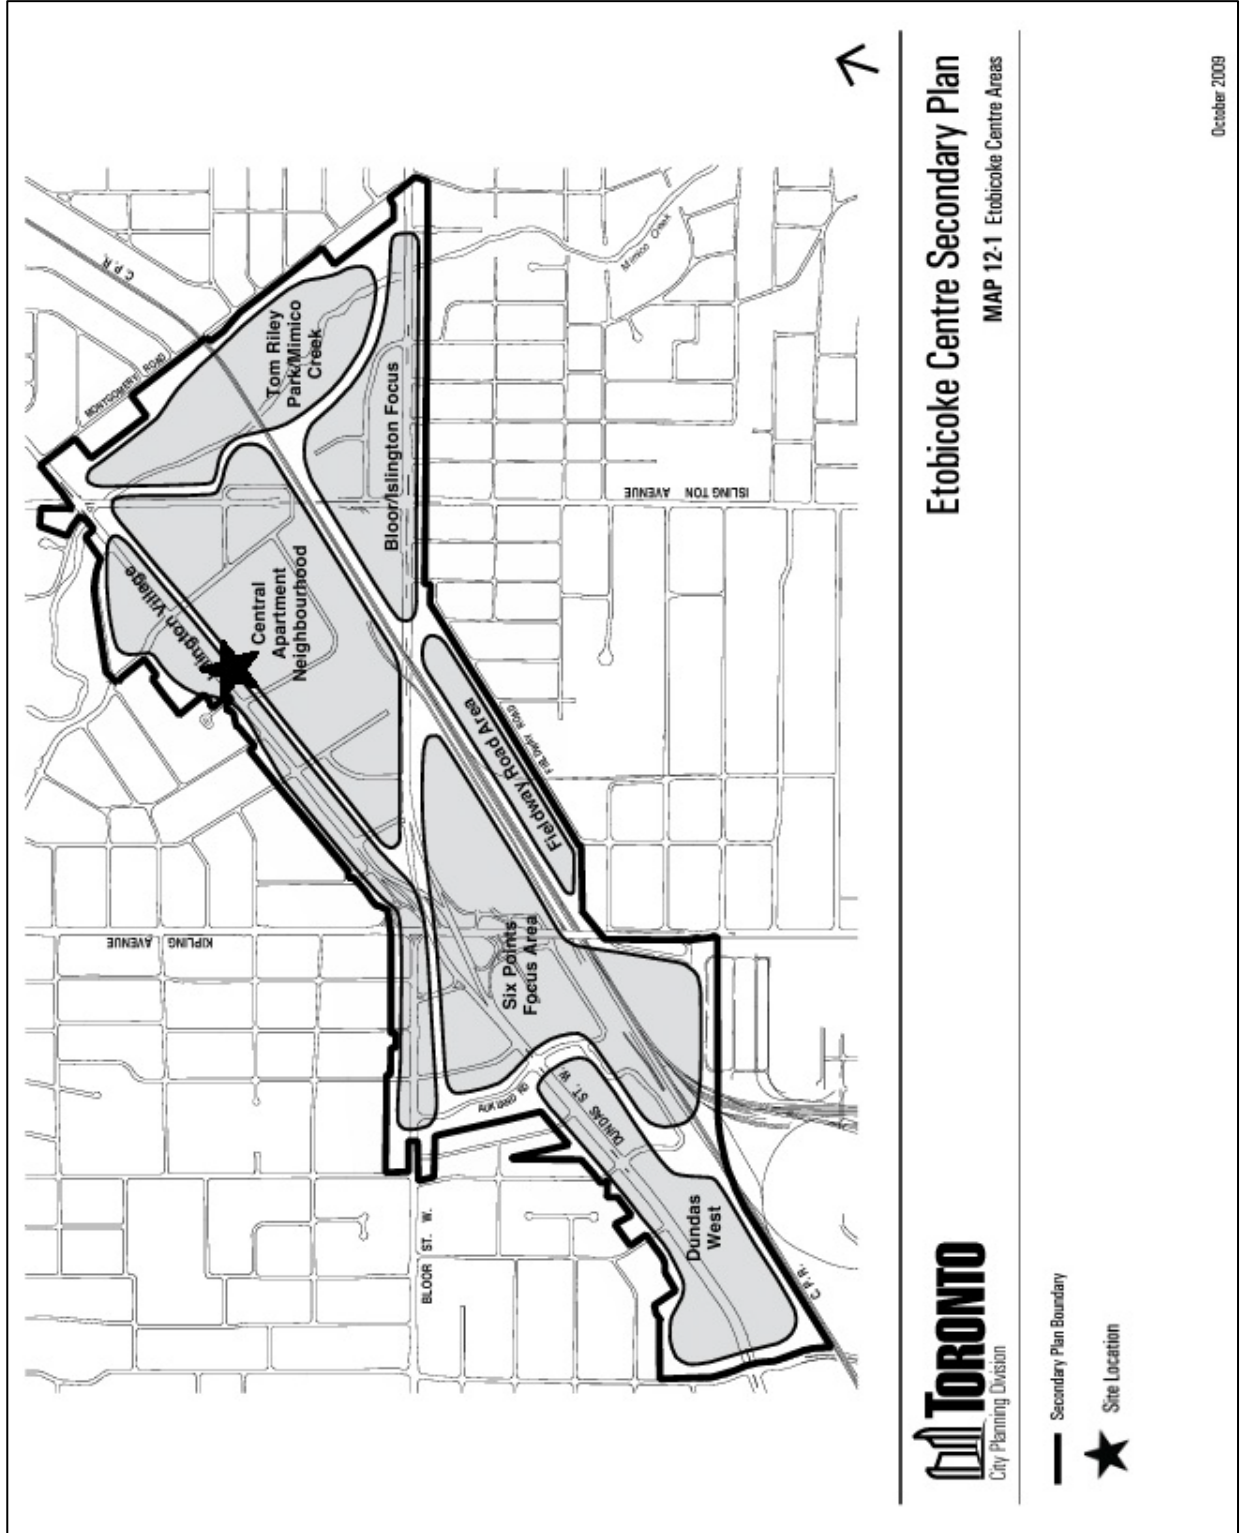 C.P.R.
MONTGOMERY ROAD
KIPLING AVENUE
Islington Village
Central
Apartment
Neighbourhood
Tom Riley
Park/Mimico
Creek
Bloor/Islington Focus
BLOOR ST. W.
Fieldway Road Area
FIELDWAY ROAD
Six Points
Focus Area
AUKLAND RD.
DUNDAS ST. W.
Dundas
West
C.P.R.
ISLINGTON AVENUE
Mimico Creek
TORONTO
City Planning Division
Etobicoke Centre Secondary Plan
MAP 12-1 Etobicoke Centre Areas
Secondary Plan Boundary
Site Location
October 2009